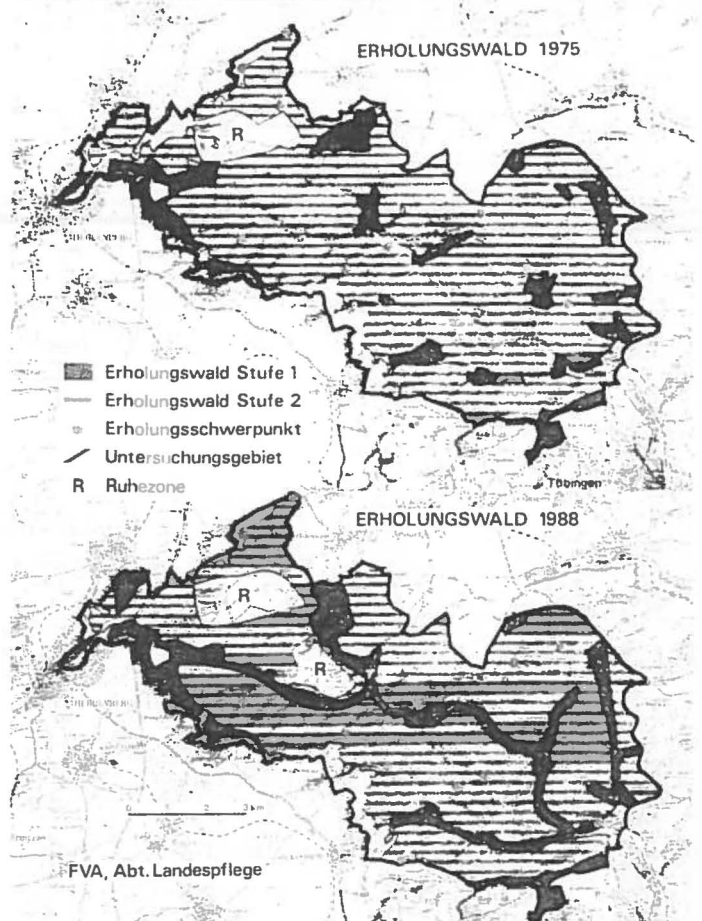 ERHOLUNGSWALD 1975
R
Erholungswald Stufe 1
Erholungswald Stufe 2
Erholungsschwerpunkt
Untersuchungsgebiet
R Ruhezone
Tübingen
ERHOLUNGSWALD 1988
R
R
0 1 2 3 km
FVA, Abt. Landespflege